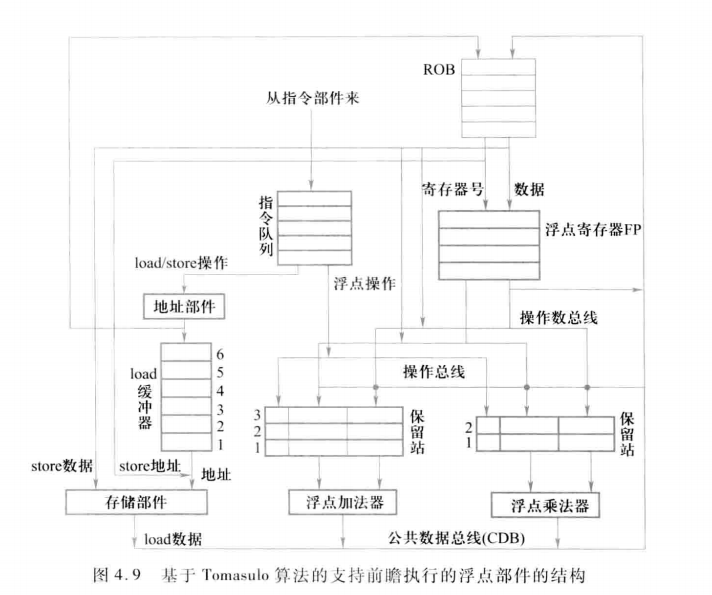 ROB
从指令部件来
寄存器号
数据
指令队列
浮点寄存器FP
load/store操作
浮点操作
地址部件
操作数总线
load缓冲器
6
5
4
3
2
1
操作总线
3
2
1
保留站
2
1
保留站
store数据
store地址
地址
存储部件
浮点加法器
浮点乘法器
load数据
公共数据总线(CDB)
图 4.9 基于 Tomasulo 算法的支持前瞻执行的浮点部件的结构